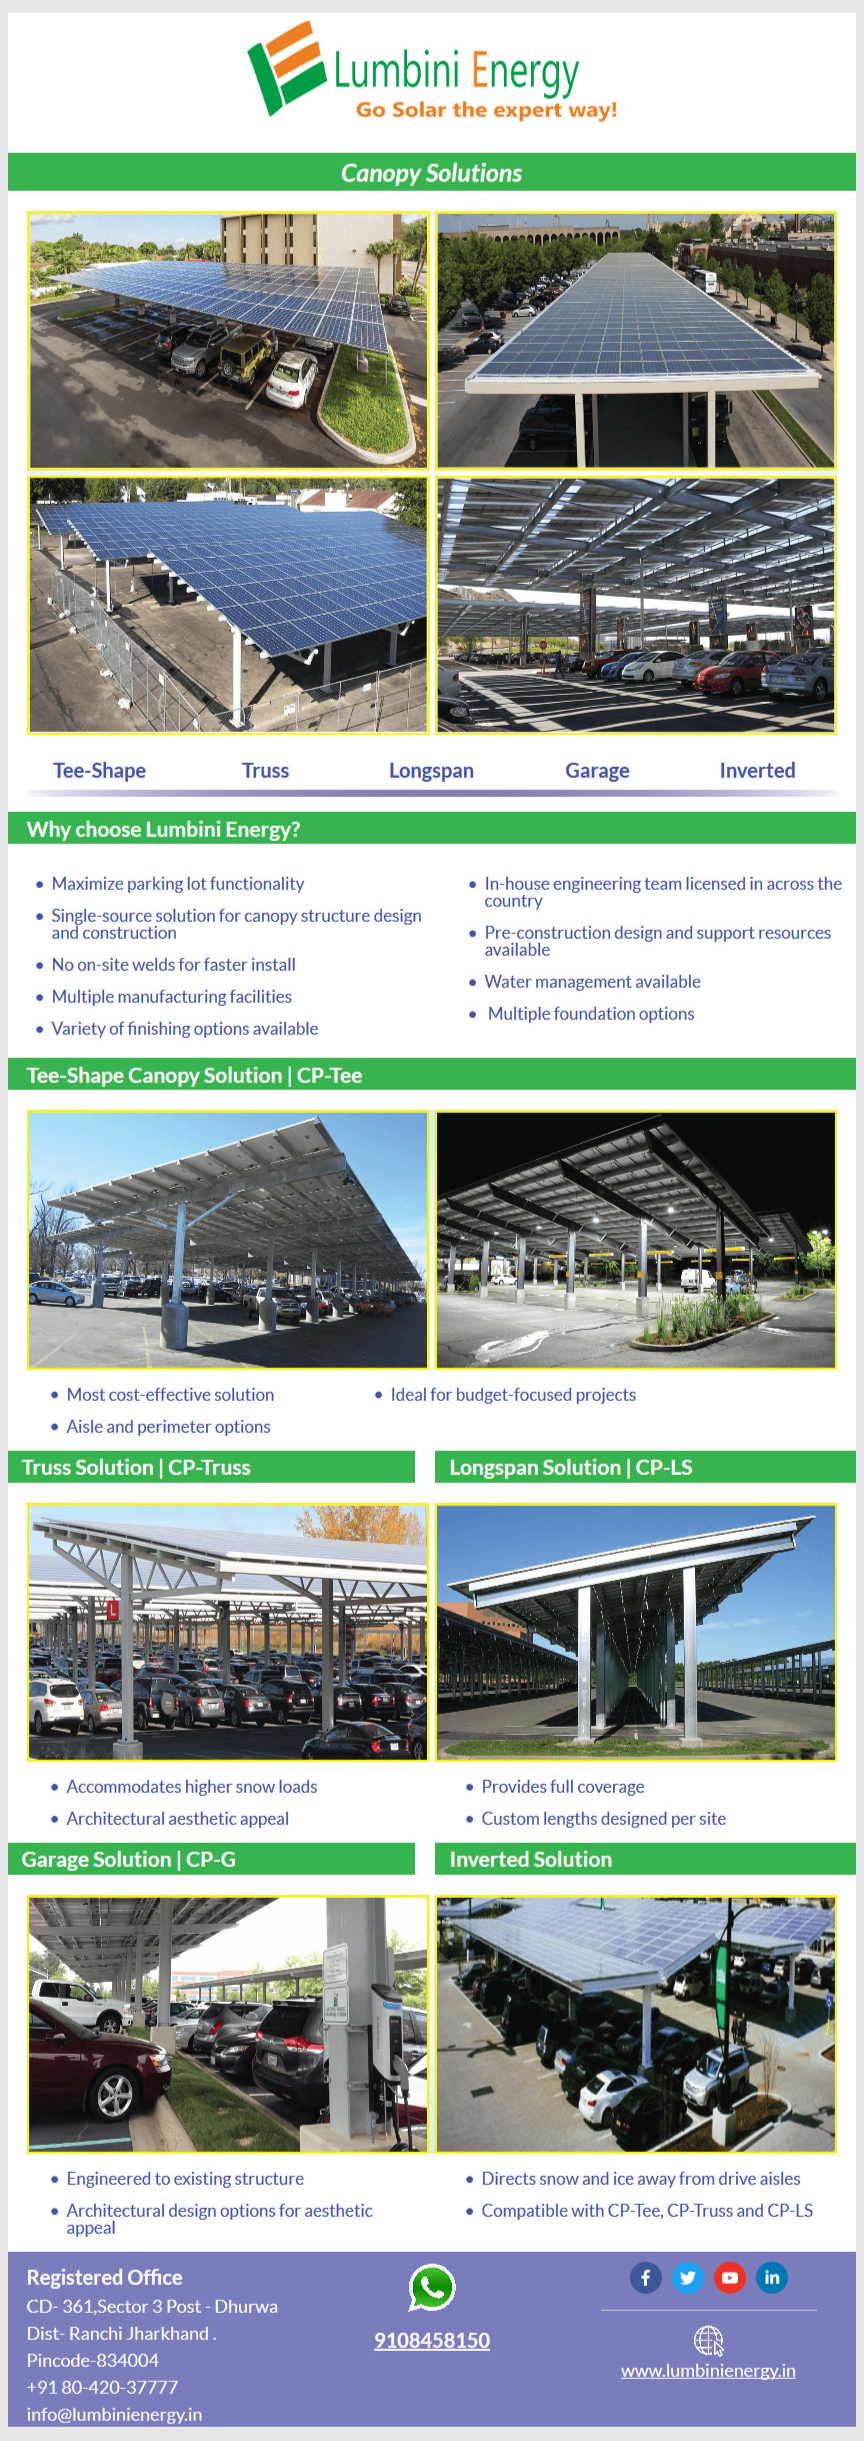 Lumbini Energy
Go Solar the expert way!
Canopy Solutions
Tee-Shape
Truss
Longspan
Garage
Inverted
Why choose Lumbini Energy?
• Maximize parking lot functionality
• Single-source solution for canopy structure design
and construction
• No on-site welds for faster install
• Multiple manufacturing facilities
• Variety of finishing options available
• In-house engineering team licensed in across the
country
• Pre-construction design and support resources
available
• Water management available
• Multiple foundation options
Tee-Shape Canopy Solution | CP-Tee
• Most cost-effective solution
• Aisle and perimeter options
• Ideal for budget-focused projects
Truss Solution | CP-Truss
L
• Accommodates higher snow loads
• Architectural aesthetic appeal
Longspan Solution | CP-LS
• Provides full coverage
• Custom lengths designed per site
Garage Solution | CP-G
• Engineered to existing structure
• Architectural design options for aesthetic
appeal
Inverted Solution
• Directs snow and ice away from drive aisles
• Compatible with CP-Tee, CP-Truss and CP-LS
Registered Office
CD- 361,Sector 3 Post - Dhurwa
Dist- Ranchi Jharkhand .
Pincode-834004
+91 80-420-37777
info@lumbinienergy.in
9108458150
www.lumbinienergy.in